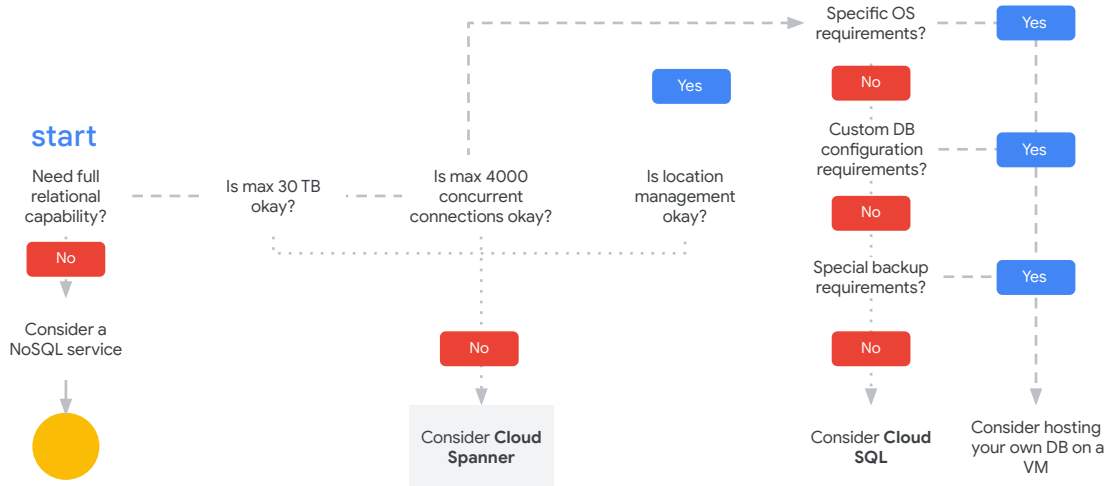 start
Need full
relational
capability?
No
Consider a
NoSQL service
Is max 30 TB
okay?
Is max 4000
concurrent
connections okay?
Yes
Is location
management
okay?
No
Consider Cloud
Spanner
Specific OS
requirements?
Yes
No
Custom DB
configuration
requirements?
Yes
No
Special backup
requirements?
Yes
No
Consider Cloud
SQL
Consider hosting
your own DB on a
VM